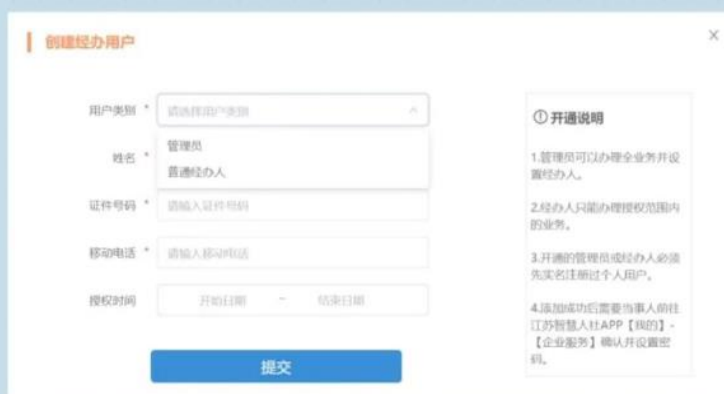 创建经办用户
×
用户类别 *
请选择用户类别
管理员
普通经办人
姓名 *
证件号码 *
请输入证件号码
移动电话 *
请输入移动电话
授权时间
开始日期 ~ 结束日期
提交
开通说明
1.管理员可以办理全业务并设
置经办人。
2.经办人只能办理授权范围内
的业务。
3.开通的管理员或经办人必须
先实名注册过个人用户。
4.添加成功后需要当事人前往
江苏智慧人社APP【我的】-
【企业服务】确认并设置密
码。